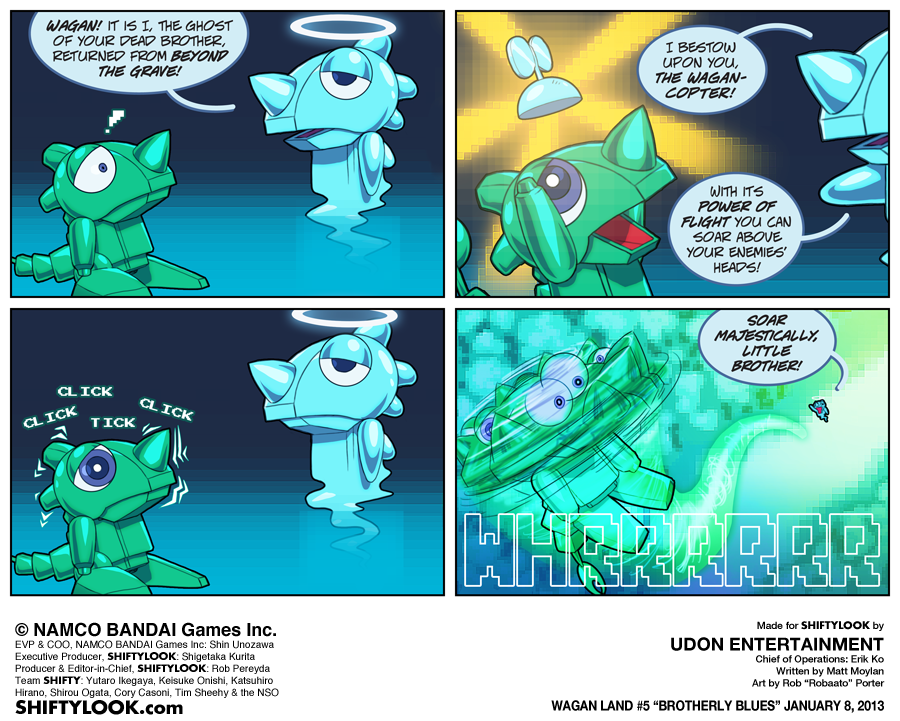 WAGAN! IT IS I, THE GHOST
OF YOUR DEAD BROTHER,
RETURNED FROM BEYOND
THE GRAVE!
!
I BESTOW
UPON YOU,
THE WAGAN-
COPTER!
WITH ITS
POWER OF
FLIGHT YOU CAN
SOAR ABOVE
YOUR ENEMIES'
HEADS!
CLICK
CLICK
TICK
CLICK
SOAR
MAJESTICALLY,
LITTLE
BROTHER!
WHRRRRRRR
© NAMCO BANDAI Games Inc.
EVP & COO, NAMCO BANDAI Games Inc: Shin Unozawa
Executive Producer, SHIFTYLOOK: Shigetaka Kurita
Producer & Editor-in-Chief, SHIFTYLOOK: Rob Pereyda
Team SHIFTY: Yutaro Ikegaya, Keisuke Onishi, Katsuhiro
Hirano, Shirou Ogata, Cory Casoni, Tim Sheehy & the NSO
SHIFTYLOOK.com
Made for SHIFTYLOOK by
UDON ENTERTAINMENT
Chief of Operations: Erik Ko
Written by Matt Moylan
Art by Rob "Robaato" Porter
WAGAN LAND #5 "BROTHERLY BLUES" JANUARY 8, 2013